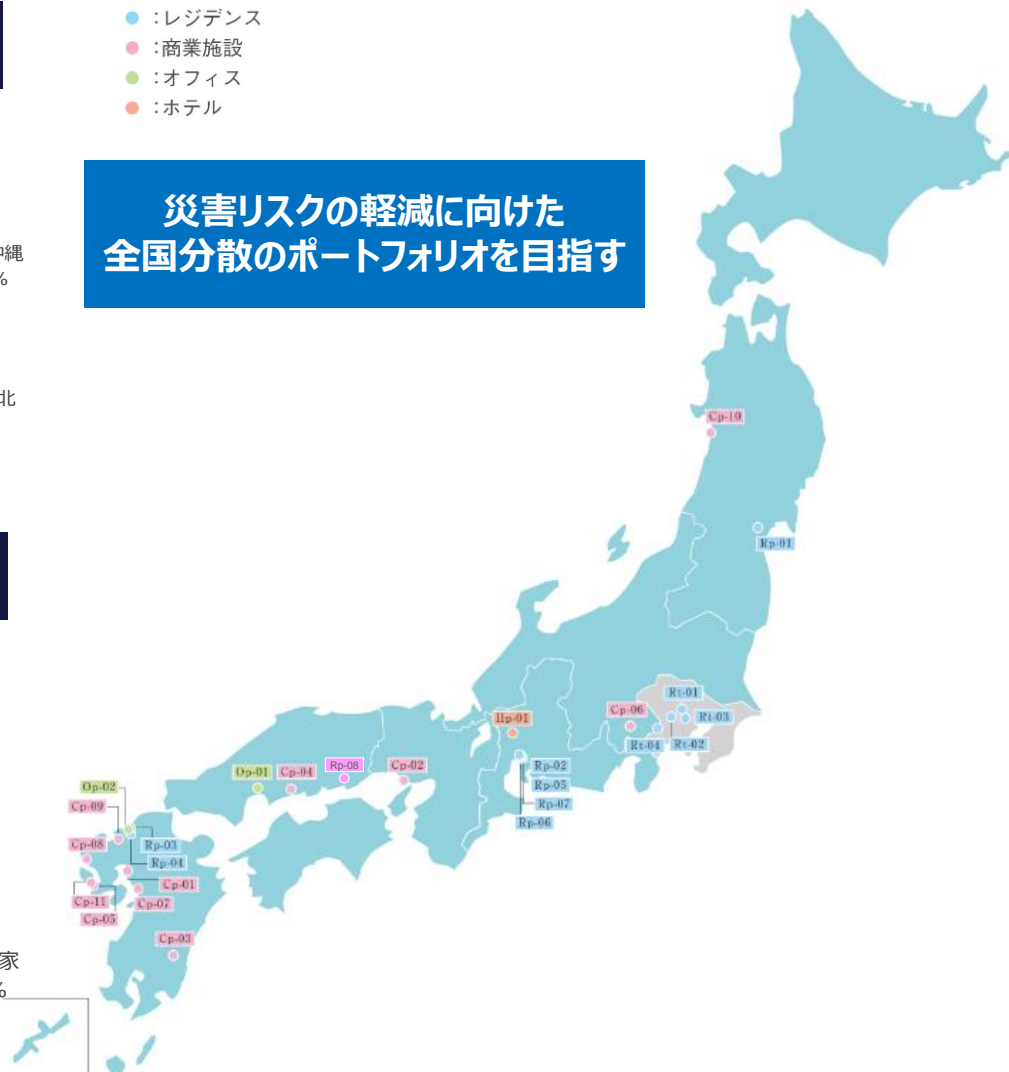 ：レジデンス
：商業施設
：オフィス
：ホテル
災害リスクの軽減に向けた
全国分散のポートフォリオを目指す
縄
%
北
Cp-10
Rp-01
Rt-01
Cp-06
Rt-03
Hp-01
Rt-04
Rt-02
Rp-08
Cp-02
Rp-02
Op-01
Cp-04
Rp-05
Op-02
Rp-07
Cp-09
Rp-06
Cp-08
Rp-03
Rp-04
Cp-01
Cp-11
Cp-07
Cp-05
Cp-03
家
%